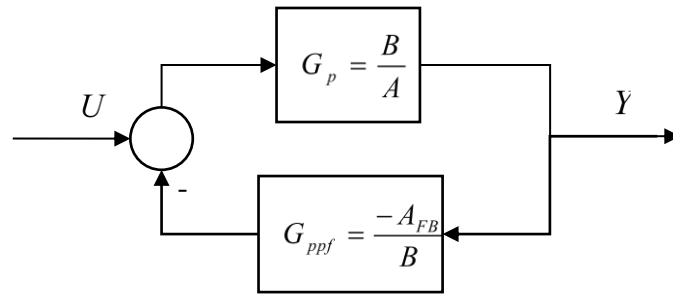 G_p = B/A
U
Y
-
G_ppf = -A_FB/B